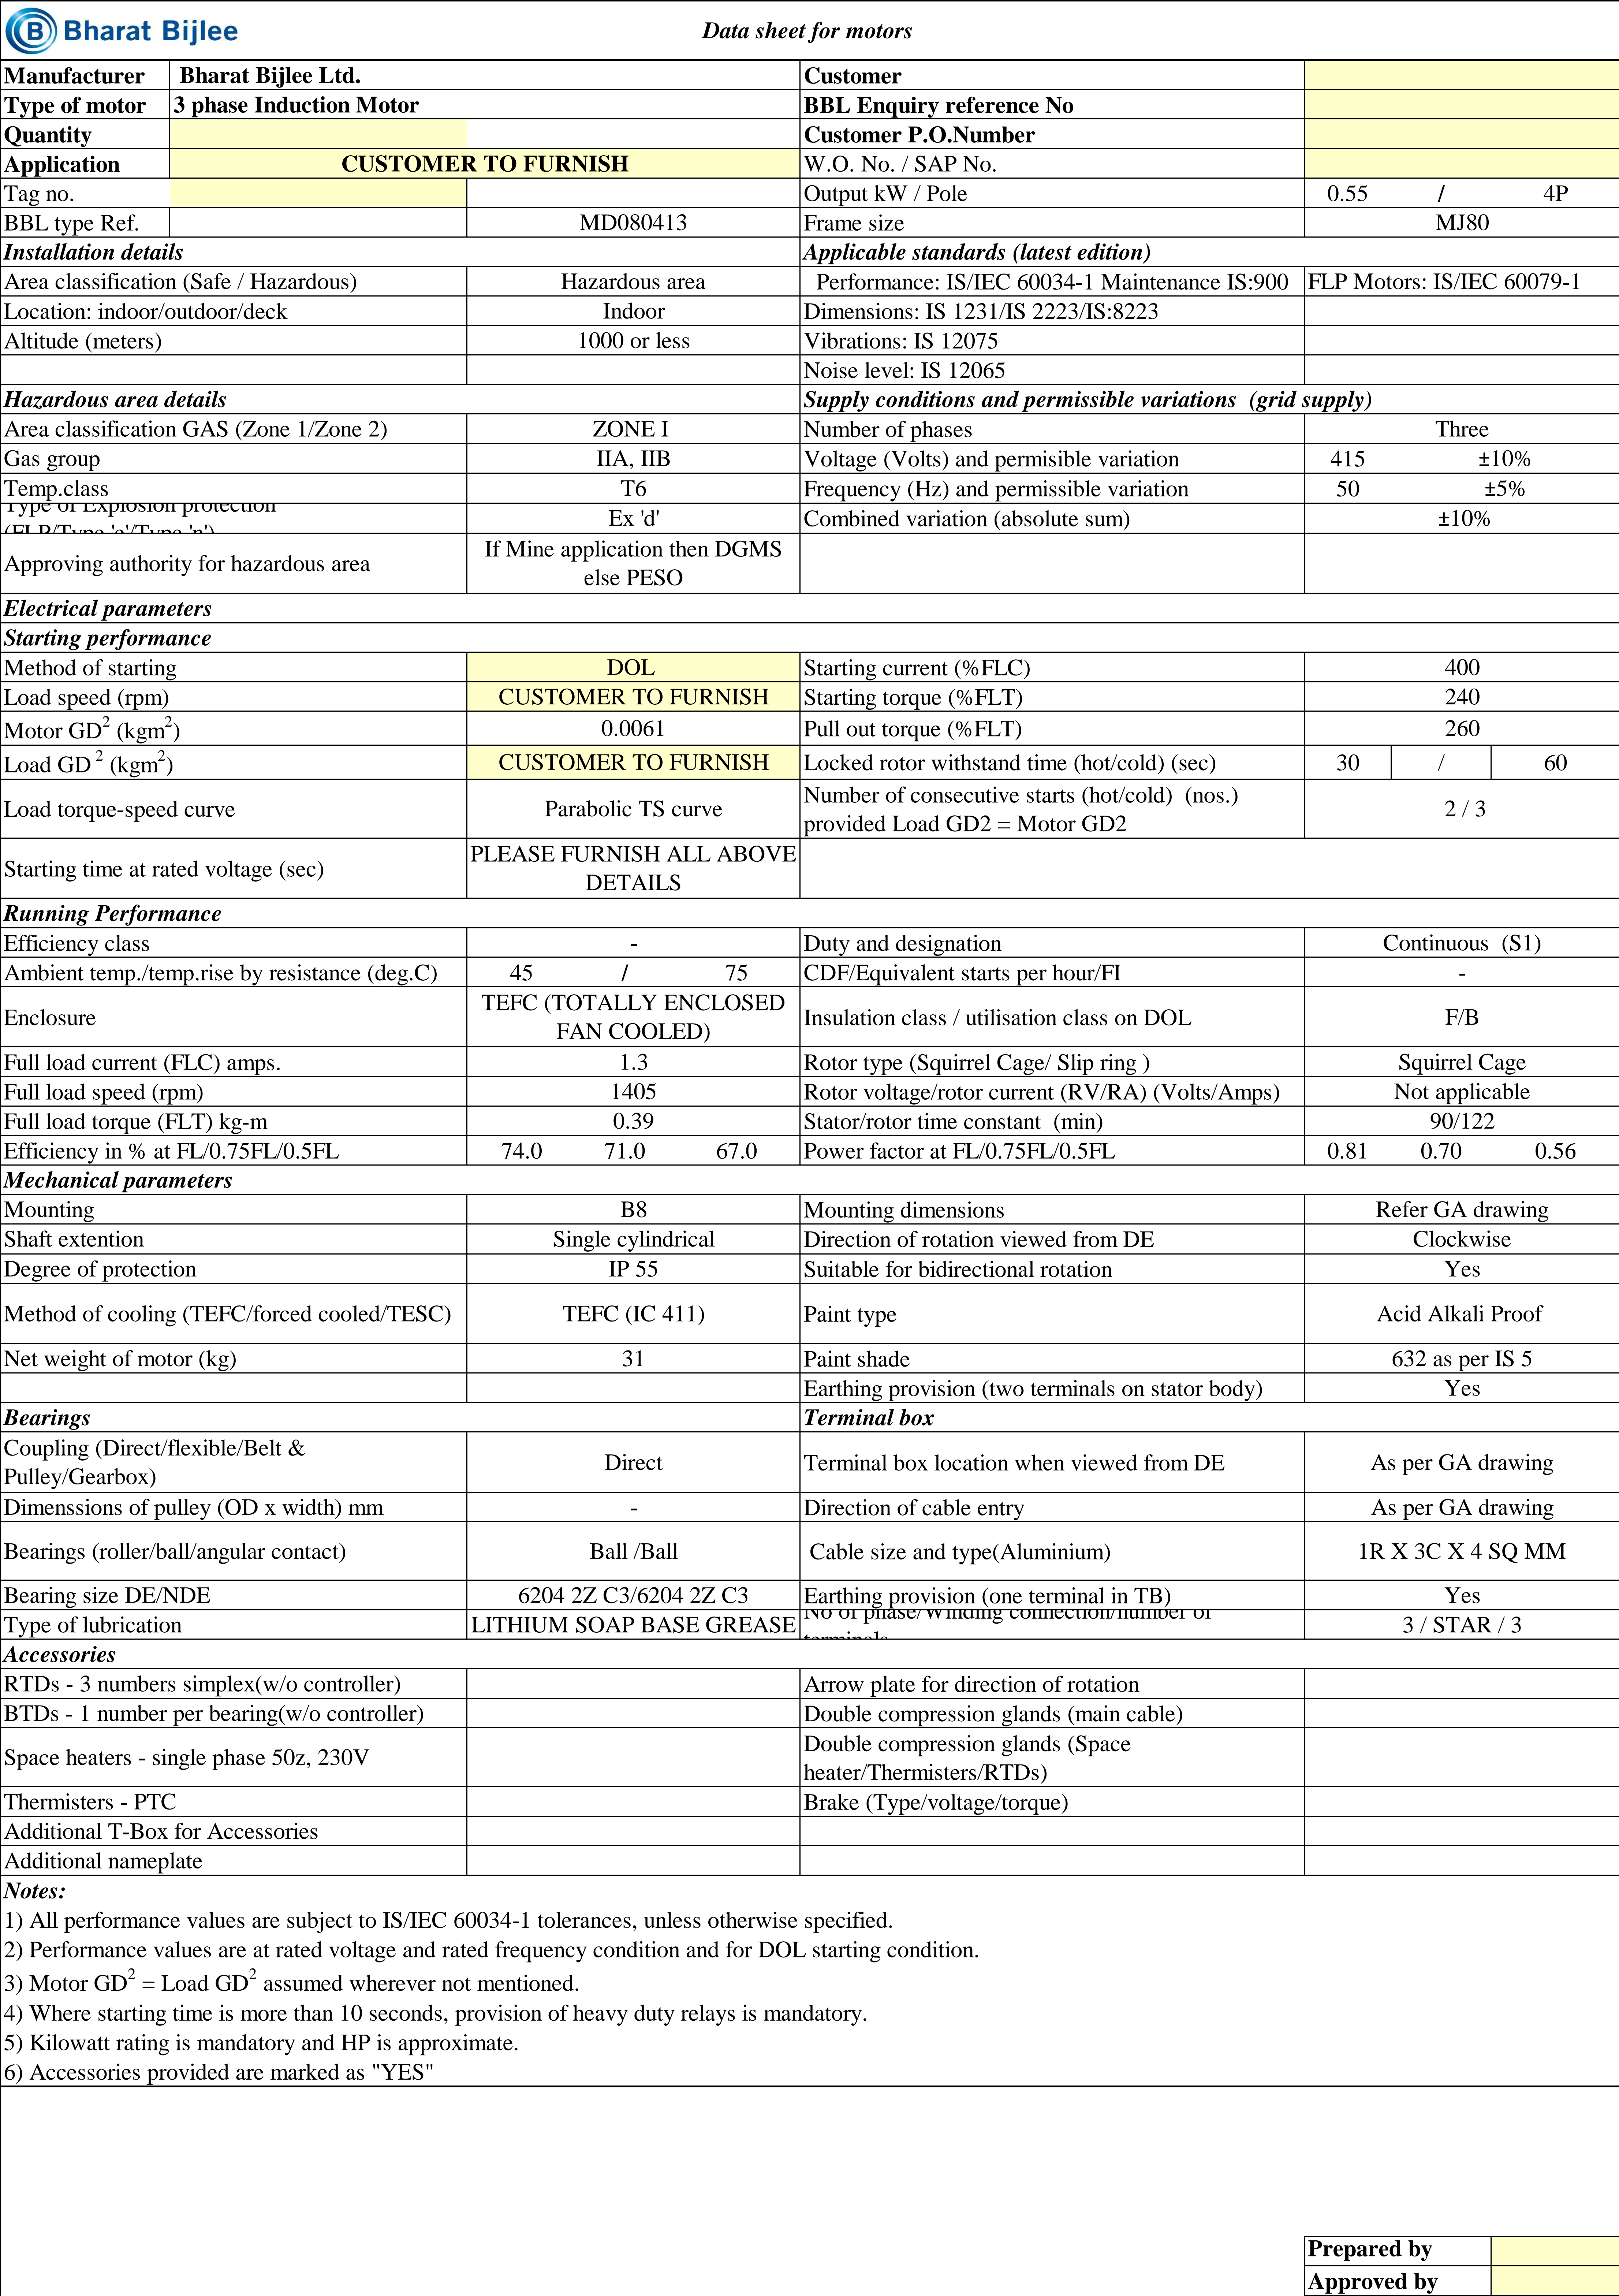 B Bharat Bijlee
Data sheet for motors
Manufacturer Bharat Bijlee Ltd. Customer
Type of motor 3 phase Induction Motor BBL Enquiry reference No
Quantity Customer P.O.Number
Application CUSTOMER TO FURNISH W.O. No. / SAP No.
Tag no. Output kW / Pole 0.55 / 4P
BBL type Ref. MD080413 Frame size MJ80
Installation details Applicable standards (latest edition)
Area classification (Safe / Hazardous) Hazardous area Performance: IS/IEC 60034-1 Maintenance IS:900 FLP Motors: IS/IEC 60079-1
Location: indoor/outdoor/deck Indoor Dimensions: IS 1231/IS 2223/IS:8223
Altitude (meters) 1000 or less Vibrations: IS 12075
Noise level: IS 12065
Hazardous area details Supply conditions and permissible variations (grid supply)
Area classification GAS (Zone 1/Zone 2) ZONE I Number of phases Three
Gas group IIA, IIB Voltage (Volts) and permisible variation 415 ±10%
Temp.class T6 Frequency (Hz) and permissible variation 50 ±5%
Type of Explosion protection
(FLP/Type 'e'/Type 'n') Ex 'd' Combined variation (absolute sum) ±10%
Approving authority for hazardous area If Mine application then DGMS
else PESO
Electrical parameters
Starting performance
Method of starting DOL Starting current (%FLC) 400
Load speed (rpm) CUSTOMER TO FURNISH Starting torque (%FLT) 240
Motor GD² (kgm²) 0.0061 Pull out torque (%FLT) 260
Load GD ² (kgm²) CUSTOMER TO FURNISH Locked rotor withstand time (hot/cold) (sec) 30 / 60
Load torque-speed curve Parabolic TS curve Number of consecutive starts (hot/cold) (nos.)
provided Load GD2 = Motor GD2 2 / 3
Starting time at rated voltage (sec) PLEASE FURNISH ALL ABOVE
DETAILS
Running Performance
Efficiency class - Duty and designation Continuous (S1)
Ambient temp./temp.rise by resistance (deg.C) 45 / 75 CDF/Equivalent starts per hour/FI -
Enclosure TEFC (TOTALLY ENCLOSED
FAN COOLED) Insulation class / utilisation class on DOL F/B
Full load current (FLC) amps. 1.3 Rotor type (Squirrel Cage/ Slip ring ) Squirrel Cage
Full load speed (rpm) 1405 Rotor voltage/rotor current (RV/RA) (Volts/Amps) Not applicable
Full load torque (FLT) kg-m 0.39 Stator/rotor time constant (min) 90/122
Efficiency in % at FL/0.75FL/0.5FL 74.0 71.0 67.0 Power factor at FL/0.75FL/0.5FL 0.81 0.70 0.56
Mechanical parameters
Mounting B8 Mounting dimensions Refer GA drawing
Shaft extention Single cylindrical Direction of rotation viewed from DE Clockwise
Degree of protection IP 55 Suitable for bidirectional rotation Yes
Method of cooling (TEFC/forced cooled/TESC) TEFC (IC 411) Paint type Acid Alkali Proof
Net weight of motor (kg) 31 Paint shade 632 as per IS 5
Earthing provision (two terminals on stator body) Yes
Bearings Terminal box
Coupling (Direct/flexible/Belt &
Pulley/Gearbox) Direct Terminal box location when viewed from DE As per GA drawing
Dimenssions of pulley (OD x width) mm - Direction of cable entry As per GA drawing
Bearings (roller/ball/angular contact) Ball /Ball Cable size and type(Aluminium) 1R X 3C X 4 SQ MM
Bearing size DE/NDE 6204 2Z C3/6204 2Z C3 Earthing provision (one terminal in TB) Yes
Type of lubrication LITHIUM SOAP BASE GREASE No of phase/Winding connection/number of
terminals 3 / STAR / 3
Accessories
RTDs - 3 numbers simplex(w/o controller) Arrow plate for direction of rotation
BTDs - 1 number per bearing(w/o controller) Double compression glands (main cable)
Space heaters - single phase 50z, 230V Double compression glands (Space
heater/Thermisters/RTDs)
Thermisters - PTC Brake (Type/voltage/torque)
Additional T-Box for Accessories
Additional nameplate
Notes:
1) All performance values are subject to IS/IEC 60034-1 tolerances, unless otherwise specified.
2) Performance values are at rated voltage and rated frequency condition and for DOL starting condition.
3) Motor GD² = Load GD² assumed wherever not mentioned.
4) Where starting time is more than 10 seconds, provision of heavy duty relays is mandatory.
5) Kilowatt rating is mandatory and HP is approximate.
6) Accessories provided are marked as "YES"
Prepared by
Approved by